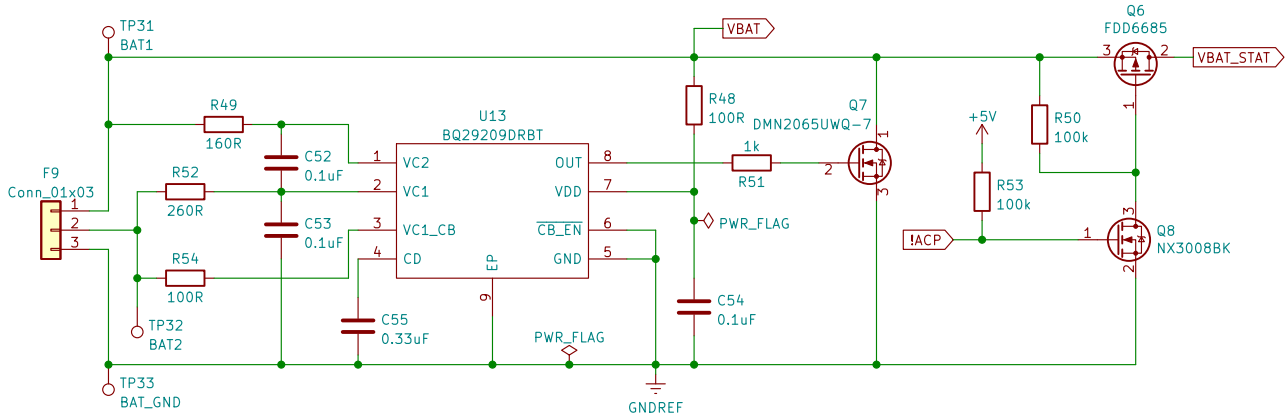 TP31
BAT1
VBAT
Q6
FDD6685
3
2
1
VBAT_STAT
R49
160R
U13
BQ29209DRBT
R48
100R
Q7
DMN2065UWQ-7
1
2
3
R50
100k
+5V
C52
0.1uF
1
VC2
OUT
8
1k
R51
F9
Conn_01x03
1
2
3
R52
260R
2
VC1
VDD
7
R53
100k
C53
0.1uF
3
VC1_CB
CB_EN
6
PWR_FLAG
!ACP
1
3
2
Q8
NX3008BK
R54
100R
4
CD
EP
GND
5
9
C54
0.1uF
TP32
BAT2
C55
0.33uF
PWR_FLAG
TP33
BAT_GND
GNDREF